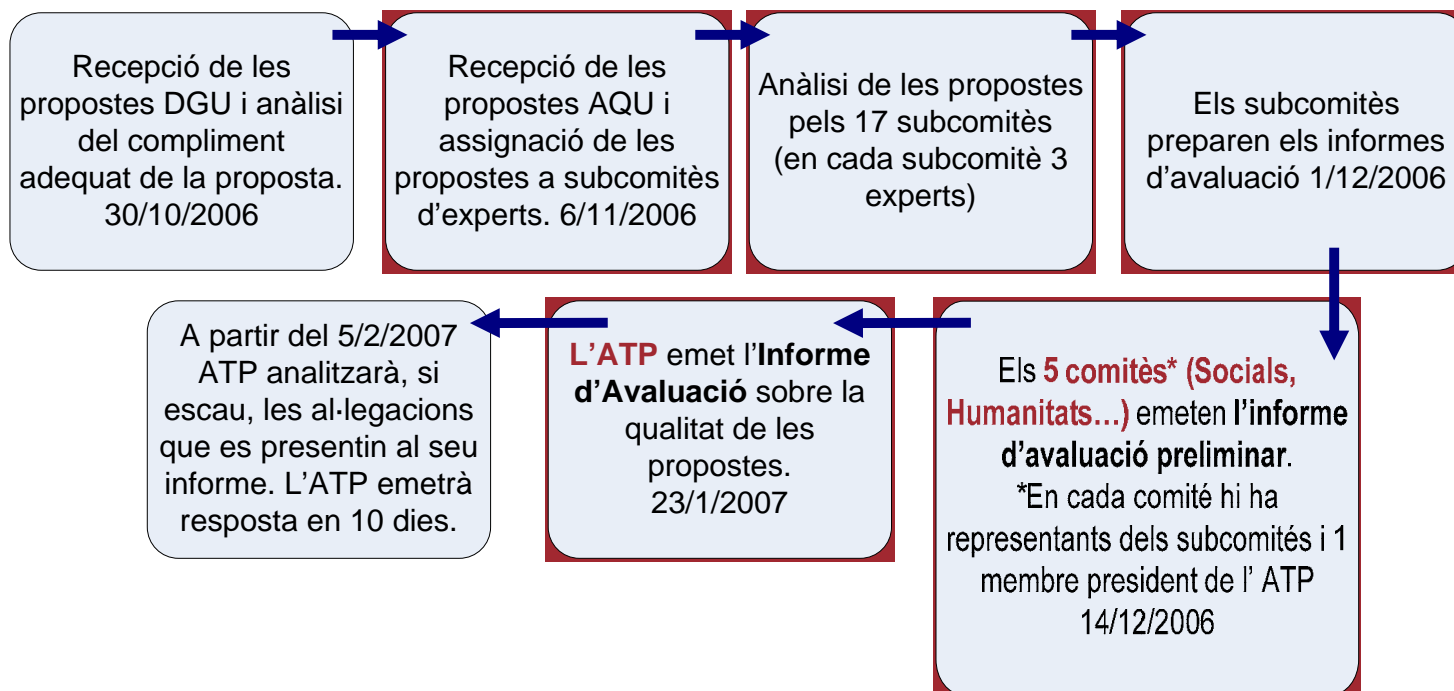 Recepció de les
propostes DGU i anàlisi
del compliment
adequat de la proposta.
30/10/2006
Recepció de les
propostes AQU i
assignació de les
propostes a subcomitès
d’experts. 6/11/2006
Anàlisi de les propostes
pels 17 subcomitès
(en cada subcomitè 3
experts)
Els subcomitès
preparen els informes
d’avaluació 1/12/2006
Els 5 comitès* (Socials,
Humanitats…) emeten l’informe
d’avaluació preliminar.
*En cada comité hi ha
representants dels subcomités i 1
membre president de l’ ATP
14/12/2006
L’ATP emet l’Informe
d’Avaluació sobre la
qualitat de les
propostes.
23/1/2007
A partir del 5/2/2007
ATP analitzarà, si
escau, les al·legacions
que es presentin al seu
informe. L’ATP emetrà
resposta en 10 dies.